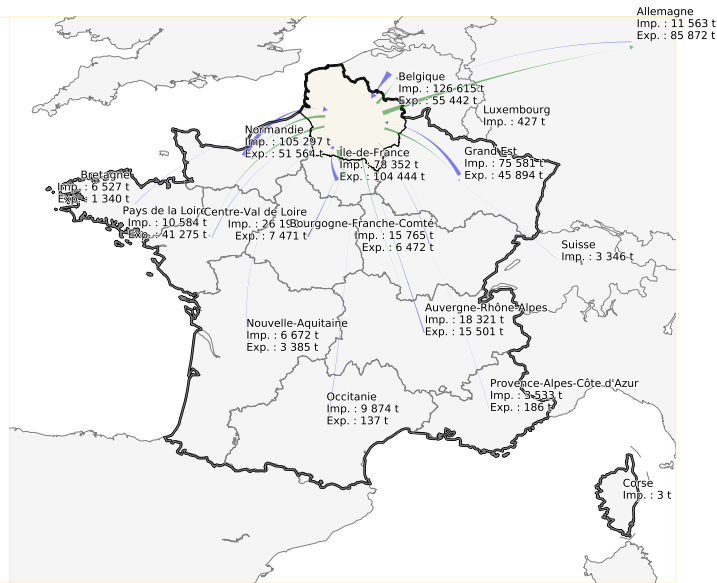 Allemagne
Imp. : 11 563 t
Exp. : 85 872 t
Belgique
Imp. : 126 615 t
Exp. : 55 442 t
Luxembourg
Imp. : 427 t
Normandie
Imp. : 105 297 t
Exp. : 51 564 t
Île-de-France
Imp. : 78 352 t
Exp. : 104 444 t
Grand-Est
Imp. : 75 581 t
Exp. : 45 894 t
Bretagne
Imp. : 6 527 t
Exp. : 1 340 t
Pays de la Loire
Imp. : 10 584 t
Exp. : 41 275 t
Centre-Val de Loire
Imp. : 26 t
Exp. : 7 471 t
Bourgogne-Franche-Comté
Imp. : 15 765 t
Exp. : 6 472 t
Suisse
Imp. : 3 346 t
Nouvelle-Aquitaine
Imp. : 6 672 t
Exp. : 3 385 t
Auvergne-Rhône-Alpes
Imp. : 18 321 t
Exp. : 15 501 t
Provence-Alpes-Côte d'Azur
Imp. : 3 533 t
Exp. : 186 t
Occitanie
Imp. : 9 874 t
Exp. : 137 t
Corse
Imp. : 3 t